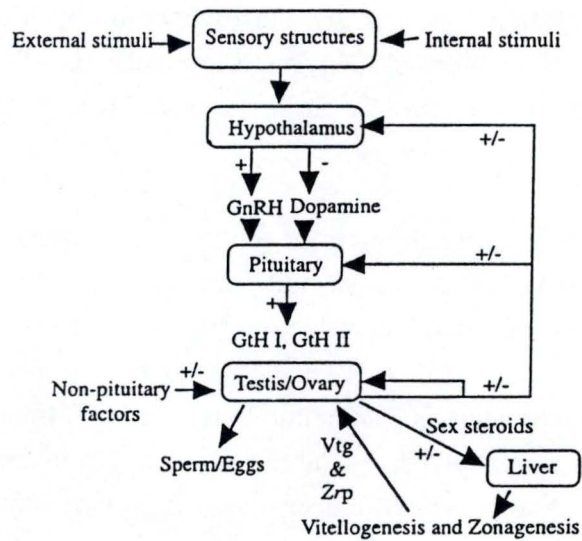 External stimuli
Sensory structures
Internal stimuli
Hypothalamus
+/-
+
-
GnRH Dopamine
+/-
Pituitary
+
GtH I, GtH II
+/-
Non-pituitary
factors
Testis/Ovary
+/-
Sex steroids
+/-
Vtg
&
Zrp
Sperm/Eggs
Liver
Vitellogenesis and Zonagenesis